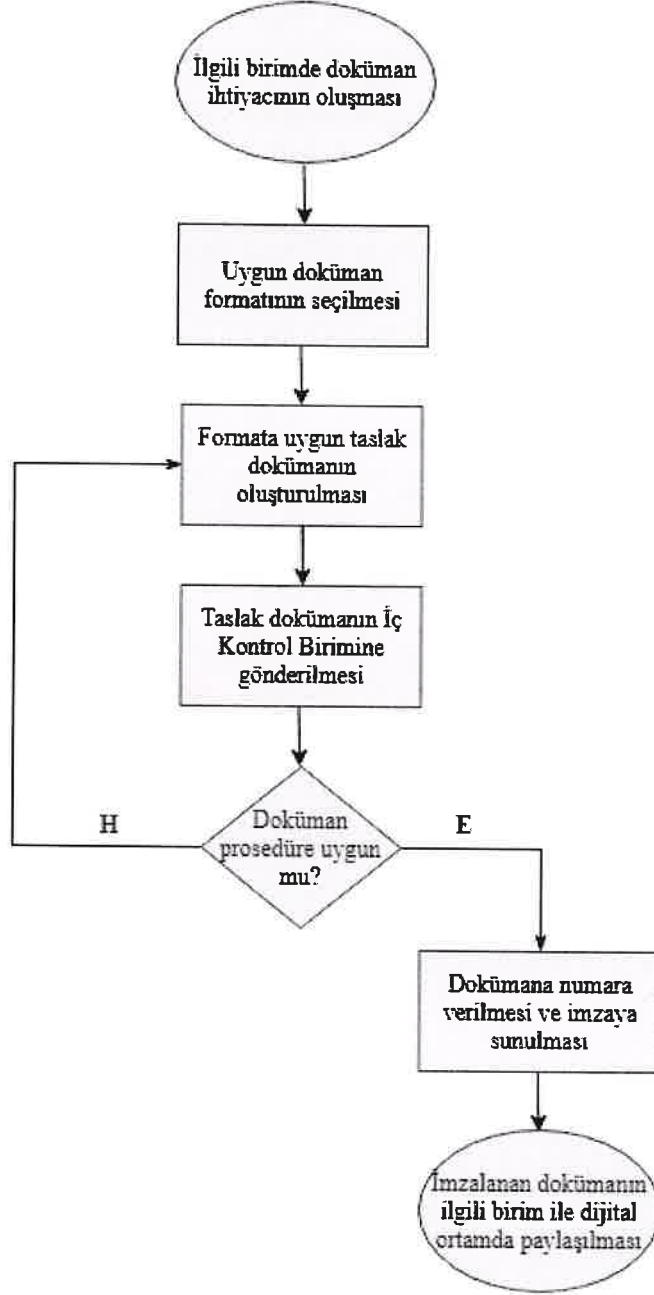 İlgili birimde doküman
ihtiyacının oluşması
Uygun doküman
formatının seçilmesi
Formata uygun taslak
dokümanın
oluşturulması
Taslak dokümanın İç
Kontrol Birimine
gönderilmesi
H
Doküman
prosedüre uygun
mu?
E
Dokümana numara
verilmesi ve imzaya
sunulması
İmzalanan dokümanın
ilgili birim ile dijital
ortamda paylaşılması